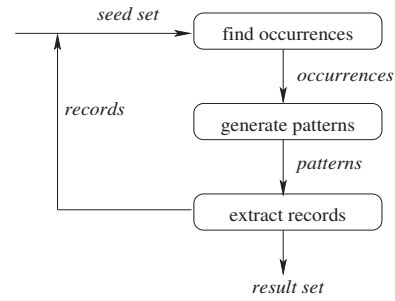 seed set
find occurrences
occurrences
records
generate patterns
patterns
extract records
result set